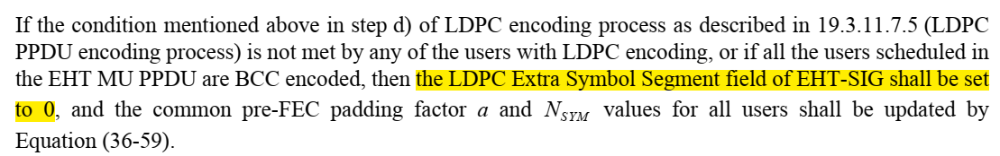 If the condition mentioned above in step d) of LDPC encoding process as described in 19.3.11.7.5 (LDPC
PPDU encoding process) is not met by any of the users with LDPC encoding, or if all the users scheduled in
the EHT MU PPDU are BCC encoded, then the LDPC Extra Symbol Segment field of EHT-SIG shall be set
to 0, and the common pre-FEC padding factor a and N_SYM values for all users shall be updated by
Equation (36-59).